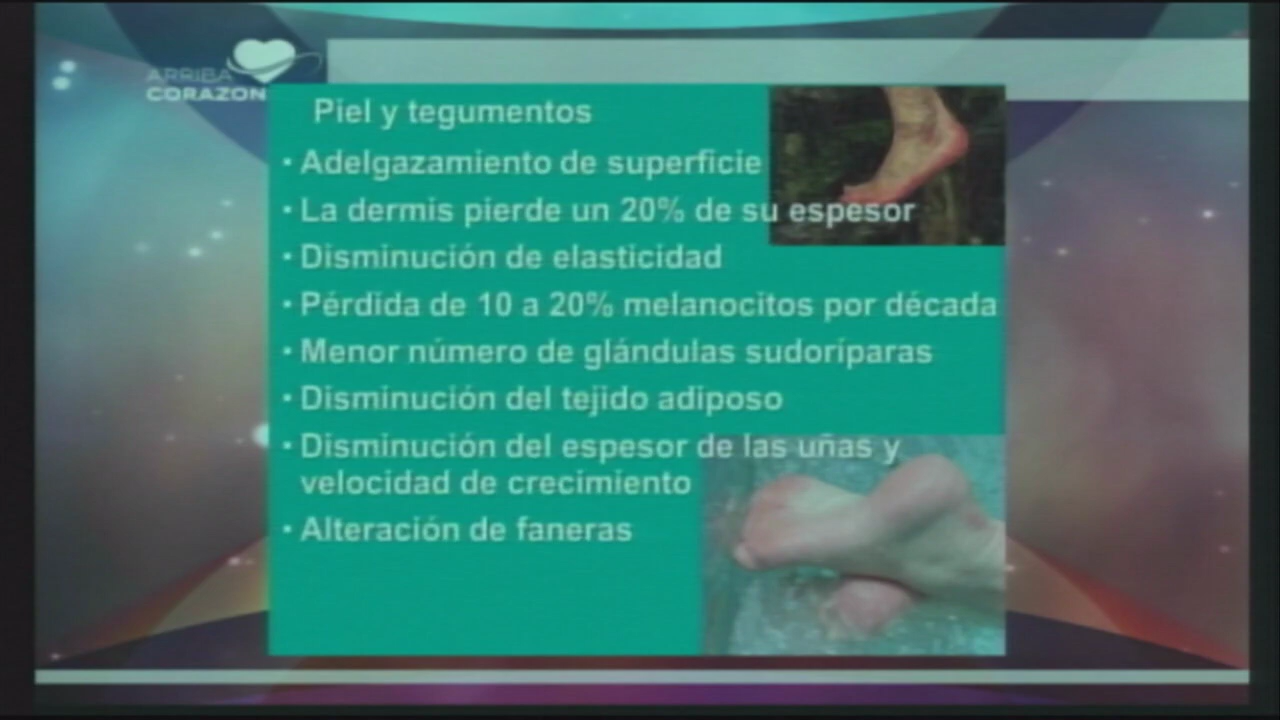 ARRIBA
CORAZON
Piel y tegumentos
· Adelgazamiento de superficie
· La dermis pierde un 20% de su espesor
· Disminución de elasticidad
· Pérdida de 10 a 20% melanocitos por década
· Menor número de glándulas sudoríparas
· Disminución del tejido adiposo
· Disminución del espesor de las uñas y
velocidad de crecimiento
· Alteración de faneras